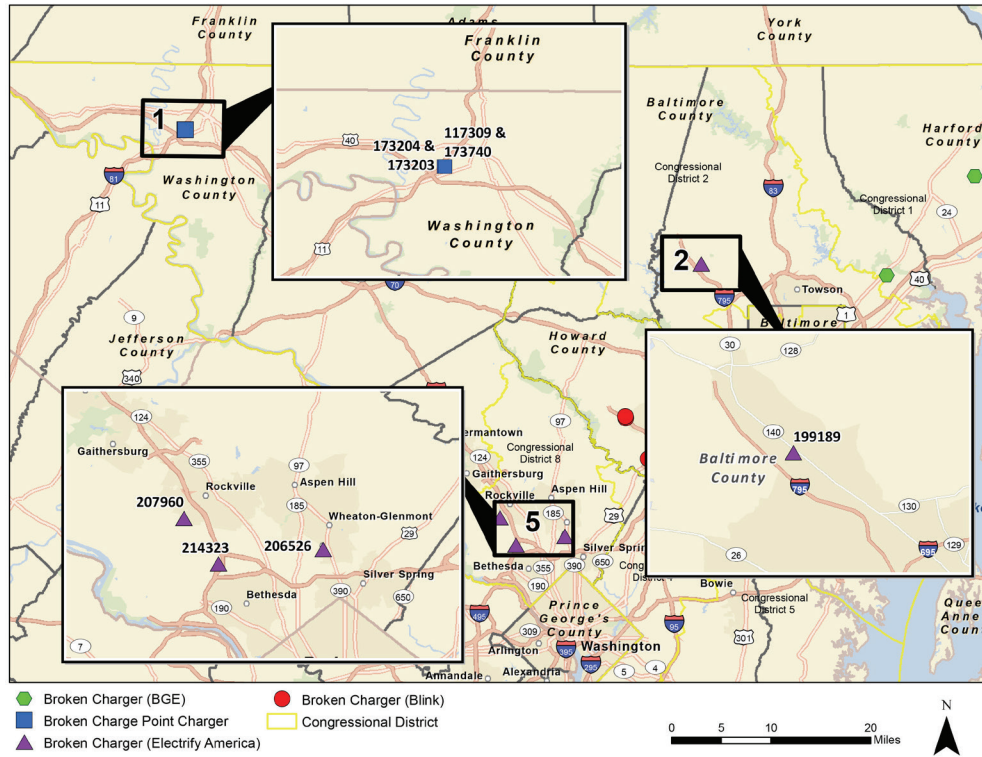 Franklin
County
Adams
York
County
1
81
11
Washington
County
Franklin
County
40
117309 &
173740
173204 &
173203
Washington
County
11
70
Baltimore
County
Congressional
District 2
83
Harford
County
Congressional
District 1
24
2
795
Towson
40
1
Baltimore
9
Jefferson
County
340
Howard
County
97
Germantown
124
Congressional
District 8
Gaithersburg
Rockville
Aspen Hill
185
5
29
Silver Spring
Bethesda
355
390
650
190
495
Prince
George's
County
309
Arlington
395
Washington
295
95
Annandale
Alexandria
5
4
Bowie
Congressional
District 5
301
Queen
Anne
County
124
Gaithersburg
355
97
Rockville
Aspen Hill
185
207960
Wheaton-Glenmont
29
214323
206526
190
Bethesda
390
Silver Spring
650
7
30
128
140
199189
Baltimore
County
795
130
26
695
129
Broken Charger (BGE)
Broken Charge Point Charger
Broken Charger (Electrify America)
Broken Charger (Blink)
Congressional District
0
5
10
20
Miles
N